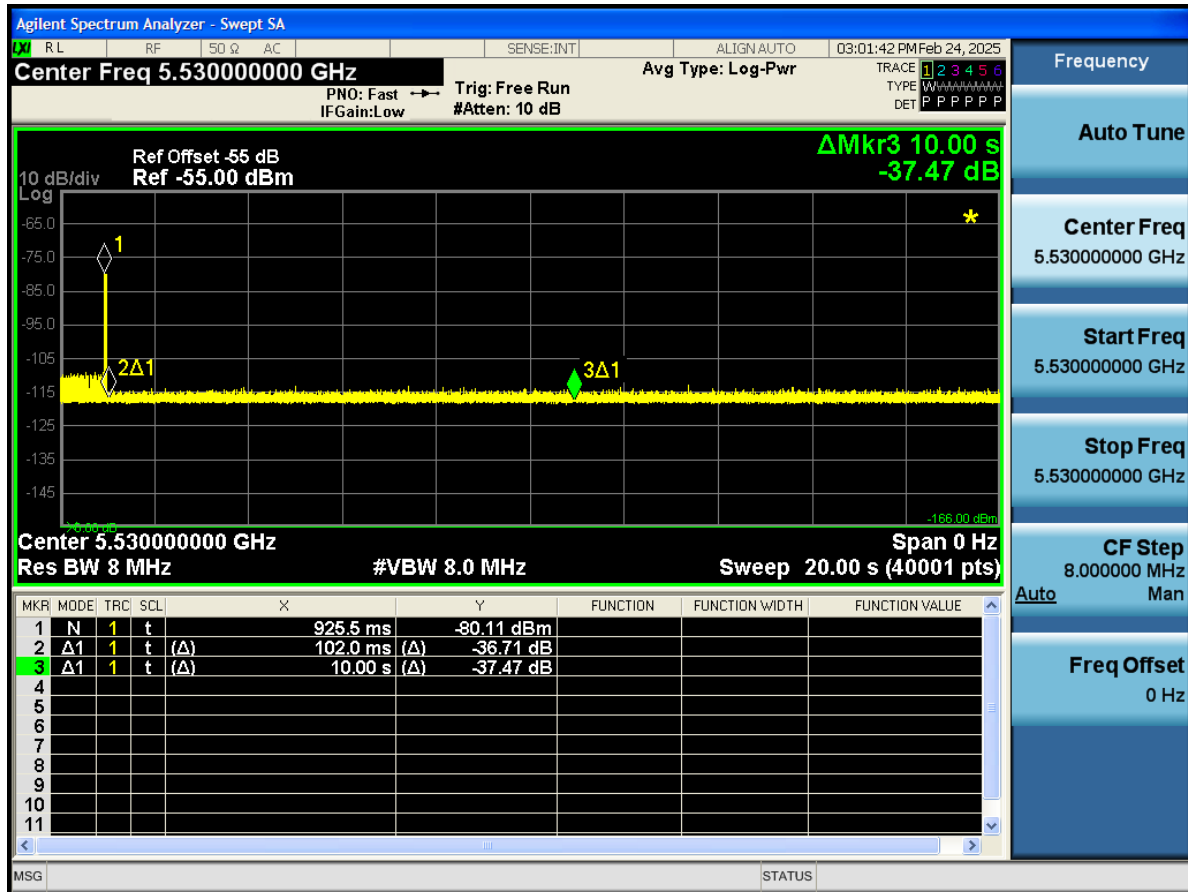 Agilent Spectrum Analyzer - Swept SA
LXI RL RF 50 Ω AC SENSE:INT ALIGN AUTO 03:01:42 PM Feb 24, 2025
Center Freq 5.530000000 GHz
PNO: Fast
IFGain:Low
Trig: Free Run
#Atten: 10 dB
Avg Type: Log-Pwr
TRACE 1 2 3 4 5 6
TYPE WWWWWW
DET P P P P P P
Ref Offset -55 dB
10 dB/div Ref -55.00 dBm
Log
ΔMkr3 10.00 s
-37.47 dB
-65.0
-75.0
-85.0
-95.0
-105
-115
-125
-135
-145
1
2Δ1
3Δ1
*
0.00 dB
-166.00 dBm
Center 5.530000000 GHz Span 0 Hz
Res BW 8 MHz #VBW 8.0 MHz Sweep 20.00 s (40001 pts)
MKR MODE TRC SCL X Y FUNCTION FUNCTION WIDTH FUNCTION VALUE
1 N 1 t 925.5 ms -80.11 dBm
2 Δ1 1 t (Δ) 102.0 ms (Δ) -36.71 dB
3 Δ1 1 t (Δ) 10.00 s (Δ) -37.47 dB
4
5
6
7
8
9
10
11
MSG STATUS
Frequency
Auto Tune
Center Freq
5.530000000 GHz
Start Freq
5.530000000 GHz
Stop Freq
5.530000000 GHz
CF Step
8.000000 MHz
Auto Man
Freq Offset
0 Hz